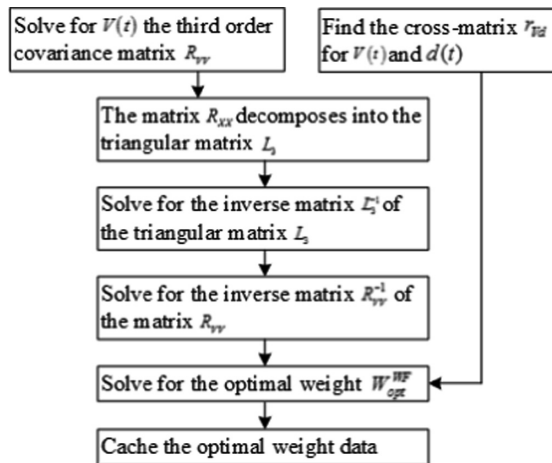 Solve for V(t) the third order
covariance matrix R_vv
Find the cross-matrix r_Vd
for V(t) and d(t)
The matrix R_xx decomposes into the
triangular matrix L_3
Solve for the inverse matrix L_3^-1 of
the triangular matrix L_3
Solve for the inverse matrix R_vv^-1 of
the matrix R_vv
Solve for the optimal weight W_opt^WF
Cache the optimal weight data